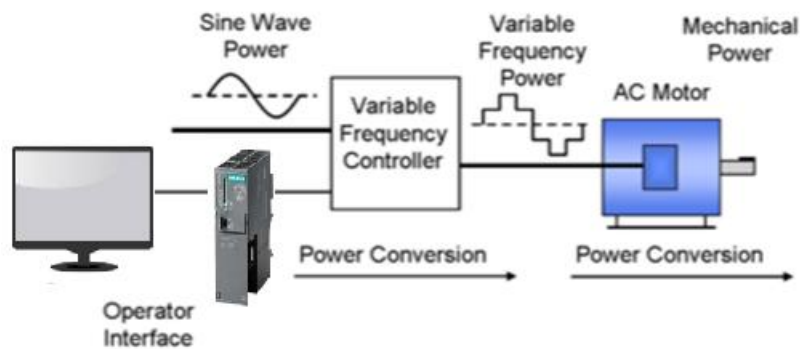 Sine Wave
Power
Variable
Frequency
Power
Mechanical
Power
AC Motor
Variable
Frequency
Controller
Power Conversion
Power Conversion
Operator
Interface